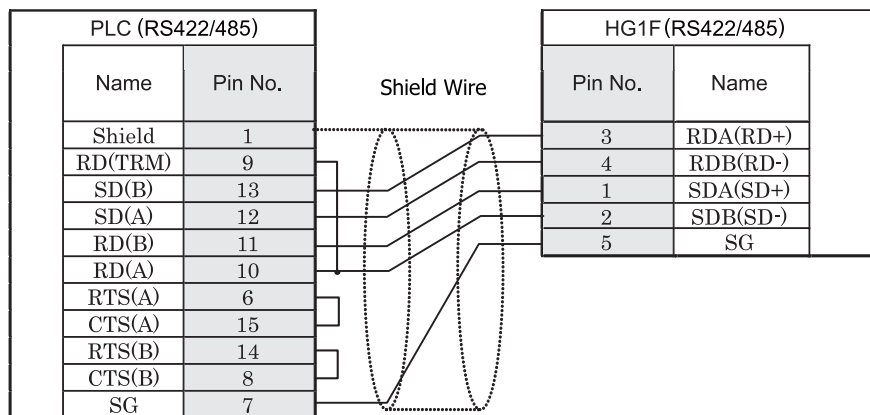 PLC (RS422/485)
Name Pin No.
Shield 1
RD(TRM) 9
SD(B) 13
SD(A) 12
RD(B) 11
RD(A) 10
RTS(A) 6
CTS(A) 15
RTS(B) 14
CTS(B) 8
SG 7
Shield Wire
HG1F(RS422/485)
Pin No. Name
3 RDA(RD+)
4 RDB(RD-)
1 SDA(SD+)
2 SDB(SD-)
5 SG